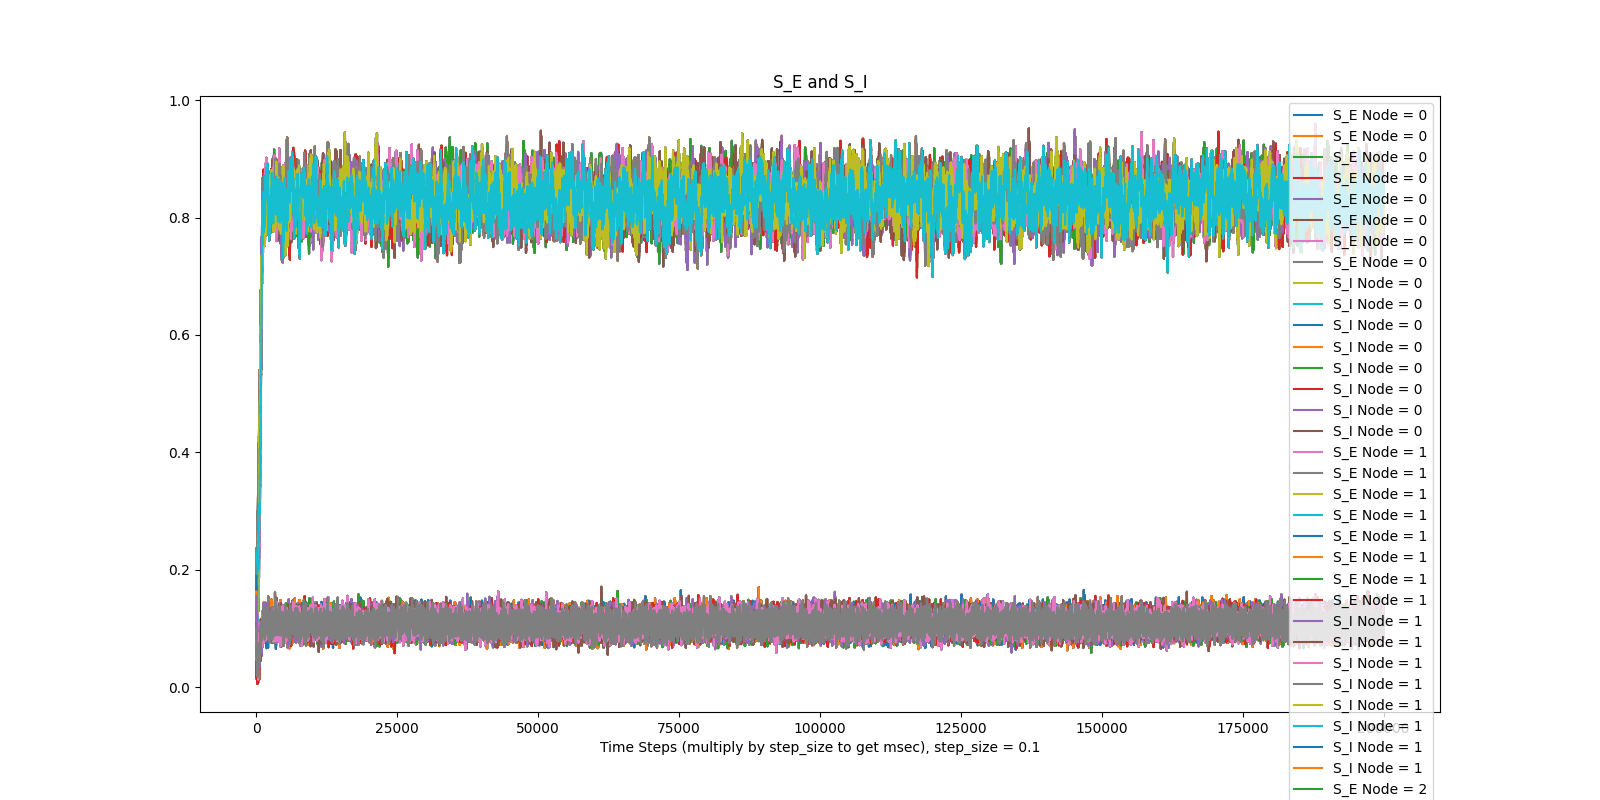 S_E and S_I
1.0
0.8
0.6
0.4
0.2
0.0
0
25000
50000
75000
100000
125000
150000
175000
200000
Time Steps (multiply by step_size to get msec), step_size = 0.1
S_E Node = 0
S_E Node = 0
S_E Node = 0
S_E Node = 0
S_E Node = 0
S_E Node = 0
S_E Node = 0
S_E Node = 0
S_I Node = 0
S_I Node = 0
S_I Node = 0
S_I Node = 0
S_I Node = 0
S_I Node = 0
S_I Node = 0
S_I Node = 0
S_E Node = 1
S_E Node = 1
S_E Node = 1
S_E Node = 1
S_E Node = 1
S_E Node = 1
S_E Node = 1
S_E Node = 1
S_I Node = 1
S_I Node = 1
S_I Node = 1
S_I Node = 1
S_I Node = 1
S_I Node = 1
S_I Node = 1
S_I Node = 1
S_E Node = 2